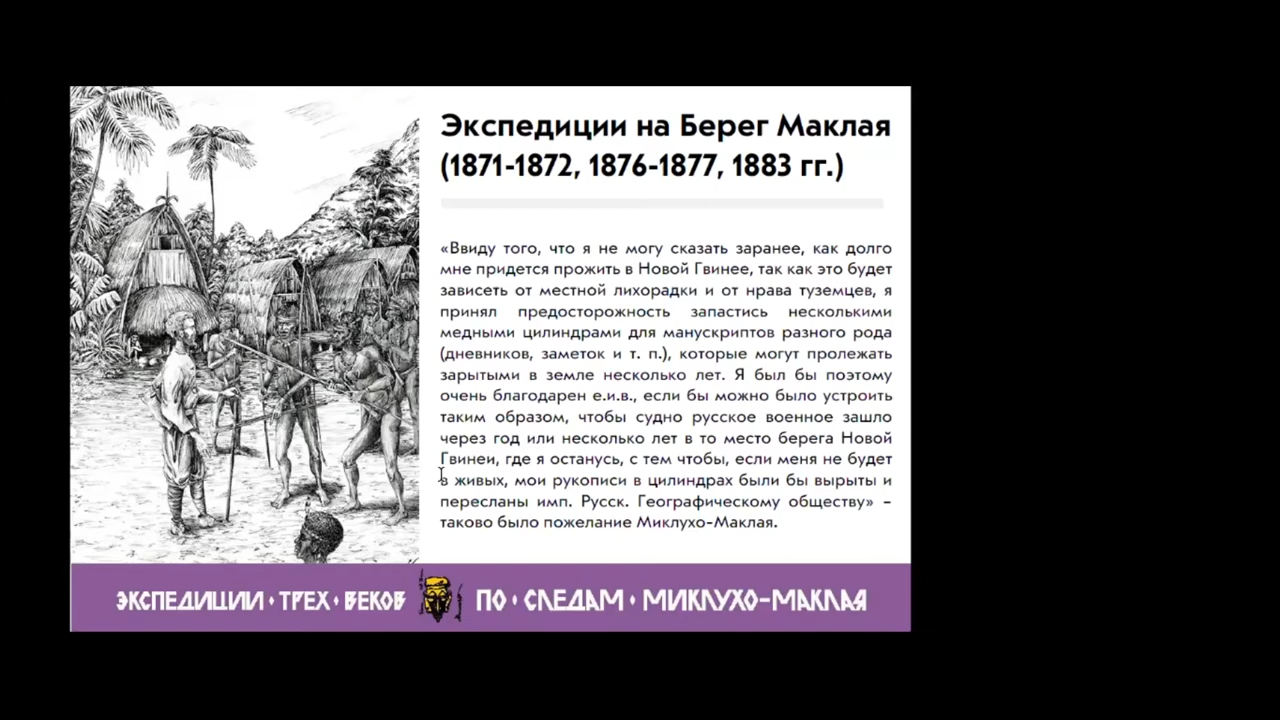 Экспедиции на Берег Маклая
(1871-1872, 1876-1877, 1883 гг.)
«Ввиду того, что я не могу сказать заранее, как долго
мне придется прожить в Новой Гвинее, так как это будет
зависеть от местной лихорадки и от нрава туземцев, я
принял предосторожность запастись несколькими
медными цилиндрами для манускриптов разного рода
(дневников, заметок и т. п.), которые могут пролежать
зарытыми в земле несколько лет. Я был бы поэтому
очень благодарен е.и.в., если бы можно было устроить
таким образом, чтобы судно русское военное зашло
через год или несколько лет в то место берега Новой
Гвинеи, где я останусь, с тем чтобы, если меня не будет
в живых, мои рукописи в цилиндрах были бы вырыты и
пересланы имп. Русск. Географическому обществу» –
таково было пожелание Миклухо-Маклая.
ЭКСПЕДИЦИИ • ТРЕХ • ВЕКОВ ПО • СЛЕДАМ • МИКЛУХО-МАКЛАЯ